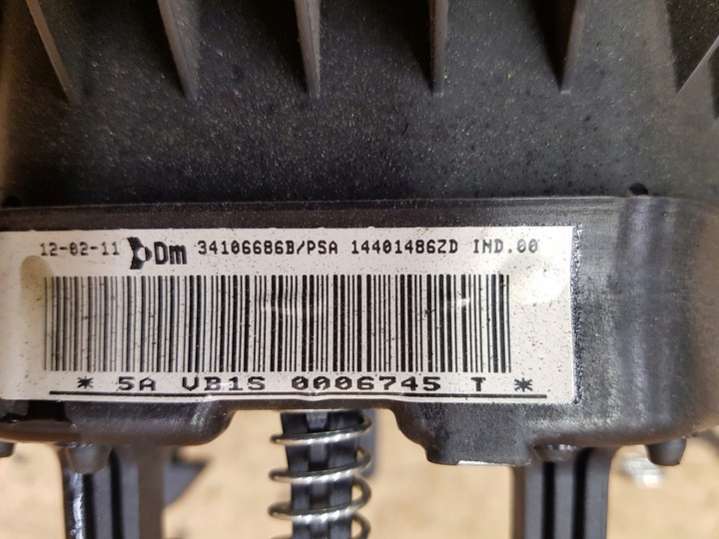 12-02-11 Dm 34106686B/PSA 14401486ZD IND.00
* 5A VB1S 0006745 T *